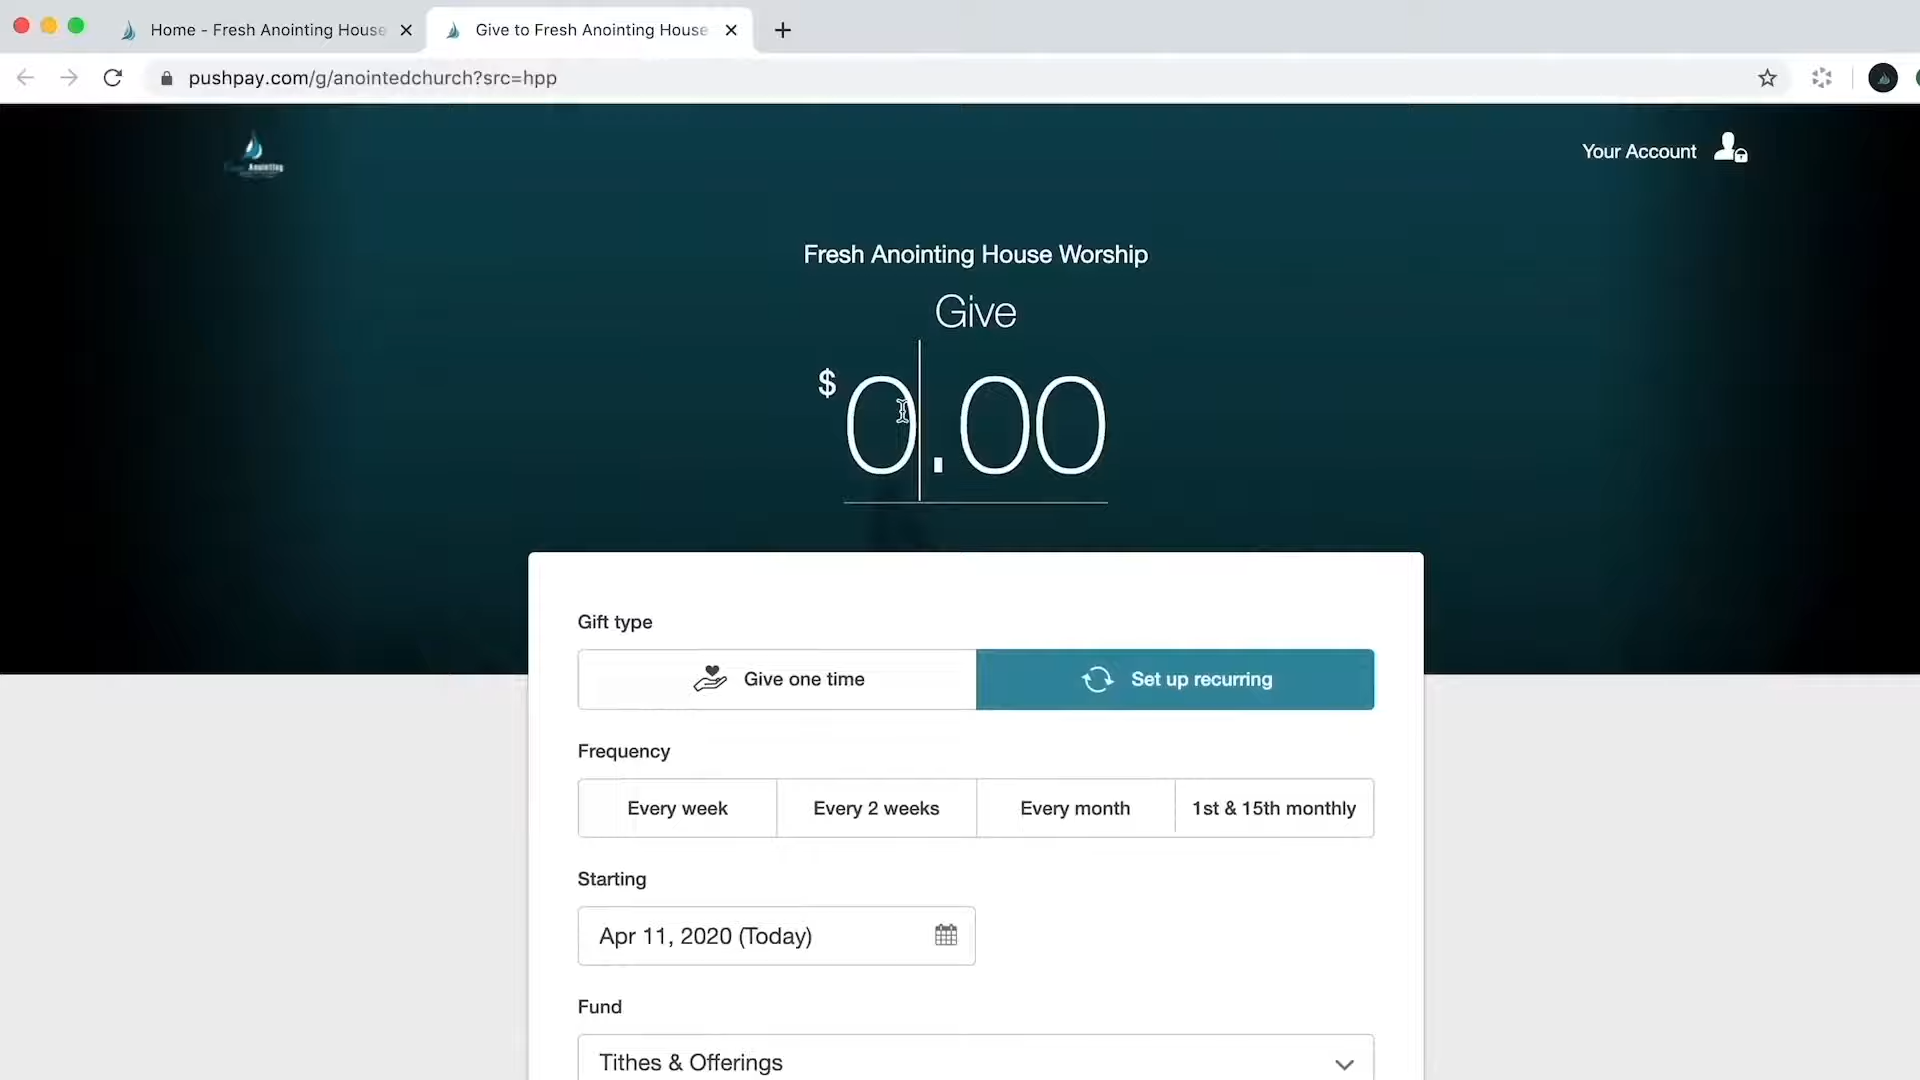 Home - Fresh Anointing House
Give to Fresh Anointing House
pushpay.com/g/anointedchurch?src=hpp
Anointing
Your Account
Fresh Anointing House Worship
Give
$0.00
Gift type
Give one time
Set up recurring
Frequency
Every week
Every 2 weeks
Every month
1st & 15th monthly
Starting
Apr 11, 2020 (Today)
Fund
Tithes & Offerings